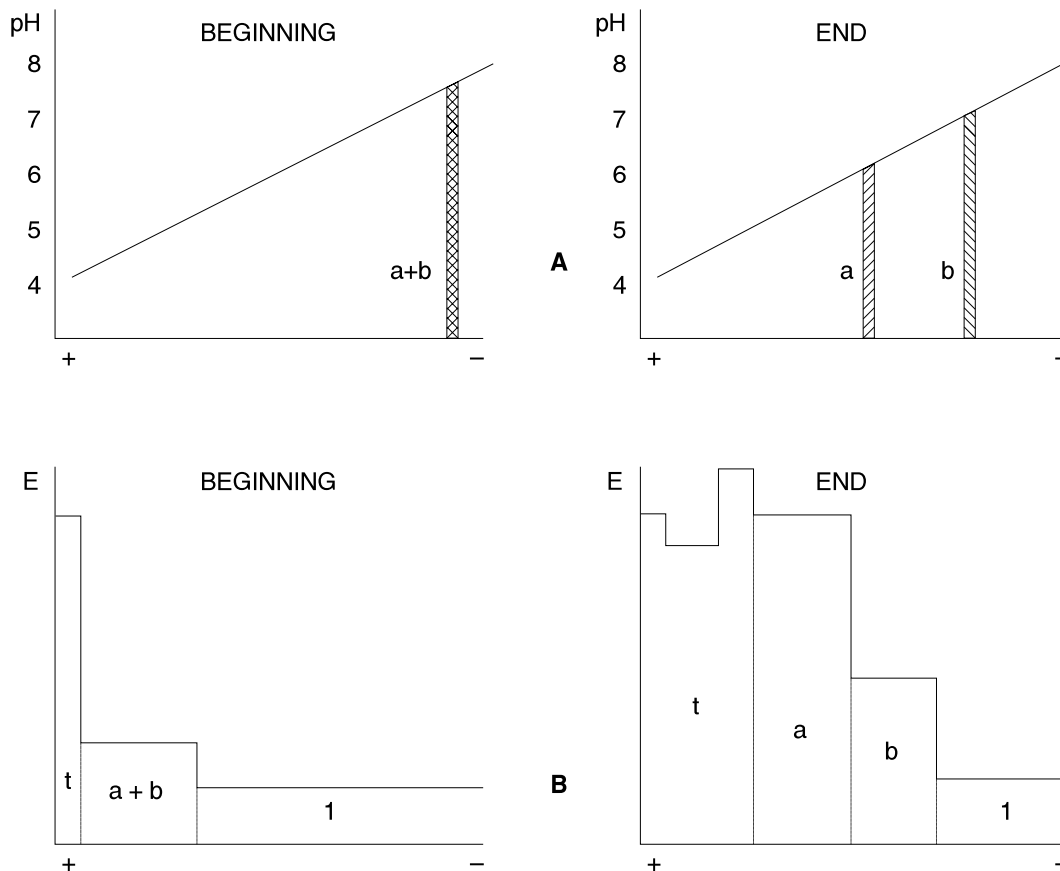 pH
BEGINNING
8
7
6
5
4
a+b
+
–
A
pH
END
8
7
6
5
4
a
b
+
–
E
BEGINNING
t
a + b
1
+
–
B
E
END
t
a
b
1
+
–